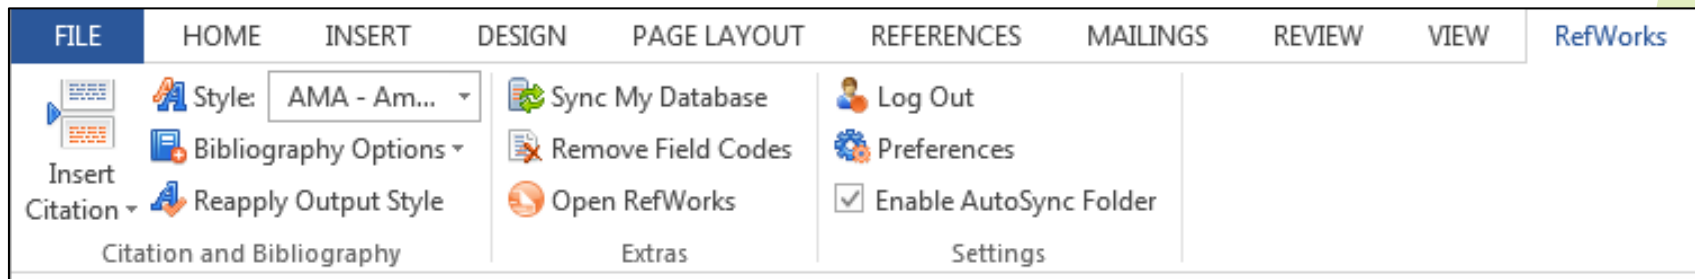 FILE HOME INSERT DESIGN PAGE LAYOUT REFERENCES MAILINGS REVIEW VIEW RefWorks
Insert
Citation
Style: AMA - Am...
Bibliography Options
Reapply Output Style
Citation and Bibliography
Sync My Database
Remove Field Codes
Open RefWorks
Extras
Log Out
Preferences
Enable AutoSync Folder
Settings